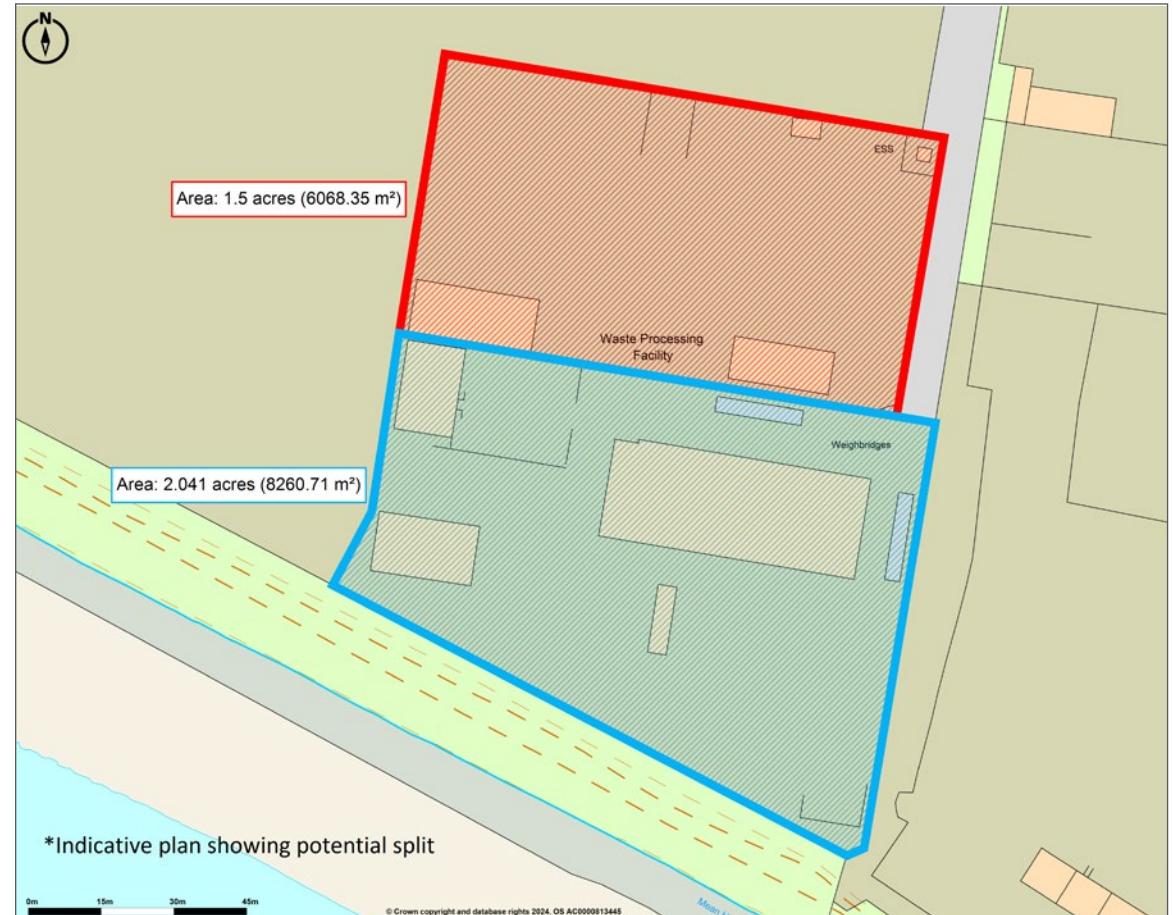 N
ESS
Area: 1.5 acres (6068.35 m²)
Waste Processing
Facility
Weighbridges
Area: 2.041 acres (8260.71 m²)
*Indicative plan showing potential split
0m 15m 30m 45m
© Crown copyright and database rights 2024. OS AC0000813445
Mean